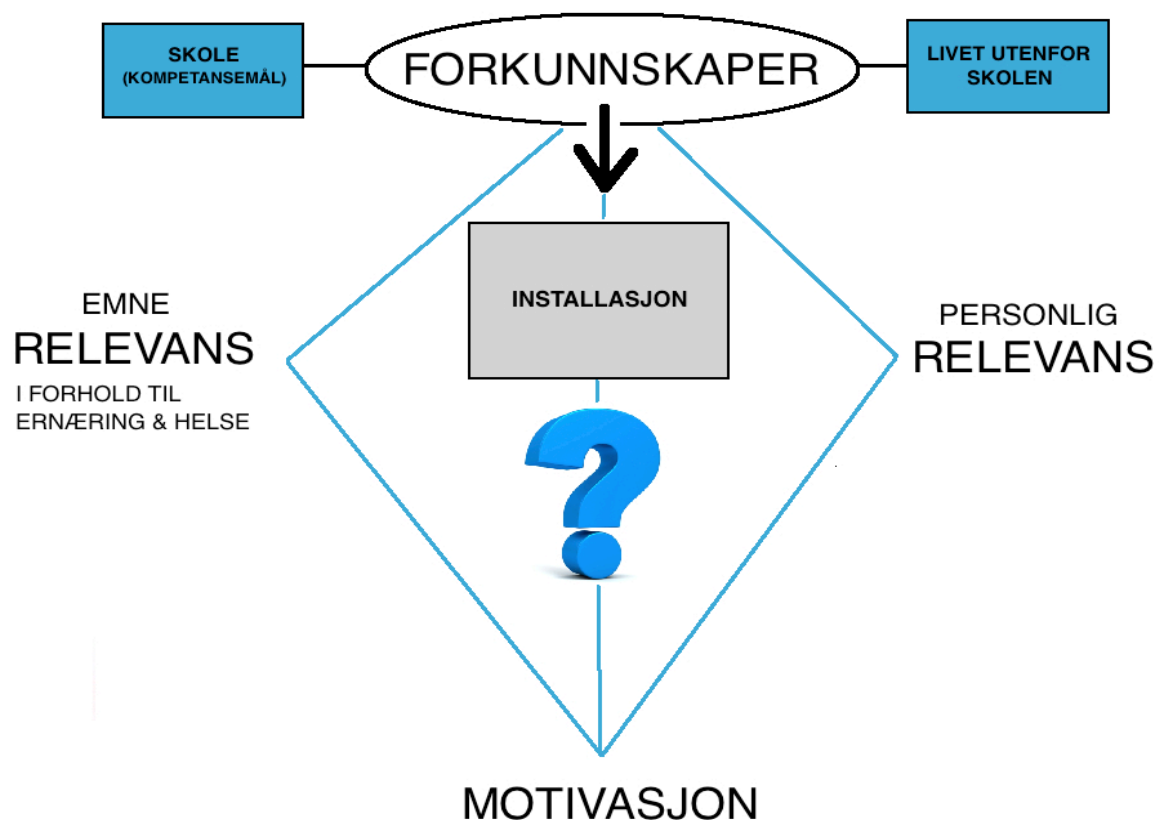 SKOLE
(KOMPETANSEMÅL)
FORKUNNSKAPER
LIVET UTENFOR
SKOLEN
INSTALLASJON
EMNE
RELEVANS
I FORHOLD TIL
ERNÆRING & HELSE
PERSONLIG
RELEVANS
?
MOTIVASJON